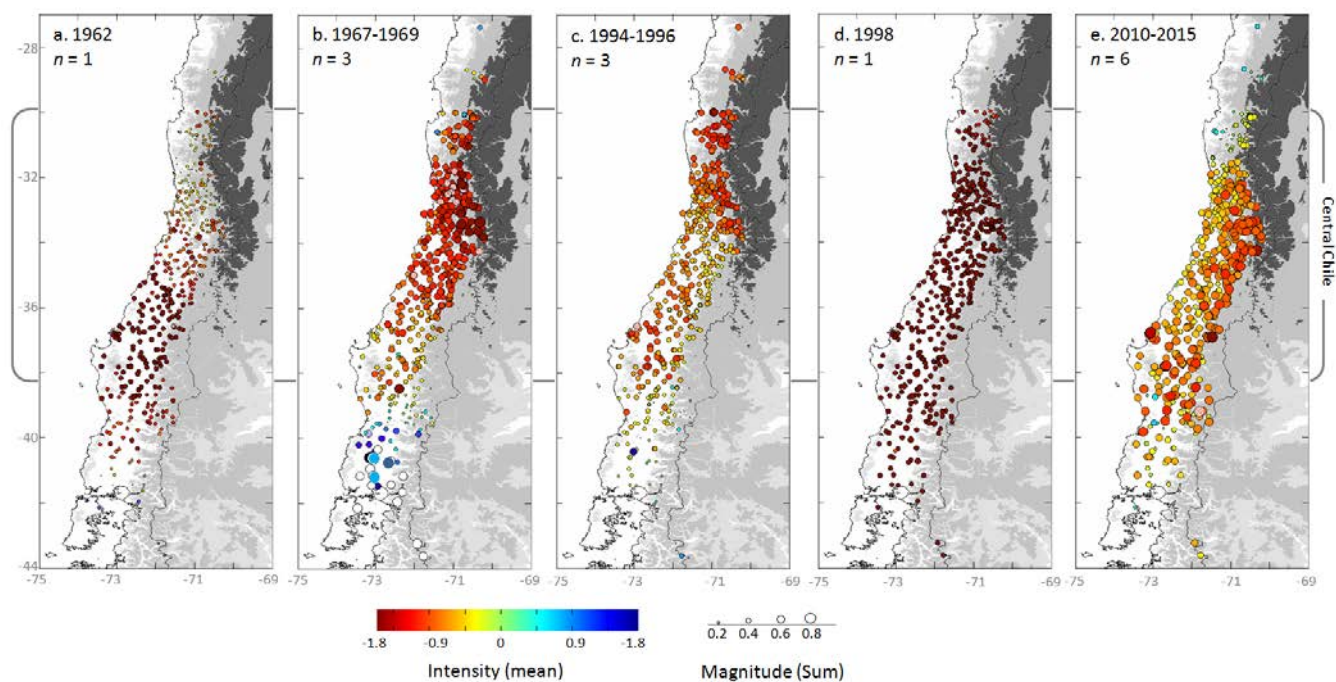 a. 1962
n = 1
b. 1967-1969
n = 3
c. 1994-1996
n = 3
d. 1998
n = 1
e. 2010-2015
n = 6
-28
-32
-36
-40
-44
Central Chile
-75 -73 -71 -69
-75 -73 -71 -69
-75 -73 -71 -69
-75 -73 -71 -69
-75 -73 -71 -69
-1.8 -0.9 0 0.9 -1.8
Intensity (mean)
0.2 0.4 0.6 0.8
Magnitude (Sum)